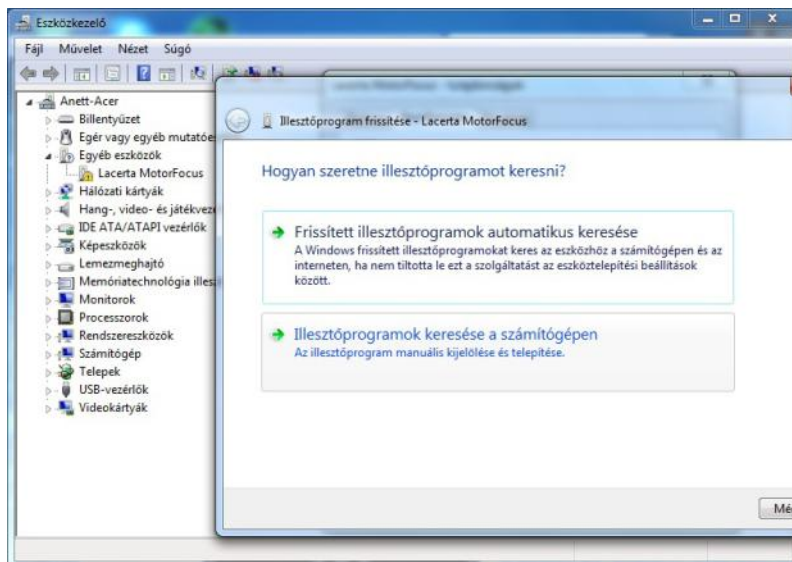 Eszközkezelő
Fájl Művelet Nézet Súgó
Anett-Acer
Billentyűzet
Egér vagy egyéb
Egyéb eszközök
Lacerta MotorFocus
Hálózati kártyák
Hang-, video- és
IDE ATA/ATAPI vezérlők
Képeszközök
Lemezmeghajtó
Memóriatechnológia
Monitorok
Processzorok
Rendszereszközök
Számítógép
Telepek
USB-vezérlők
Videokártyák
Illesztőprogram frissítése - Lacerta MotorFocus
Hogyan szeretne illesztőprogramot keresni?
Frissített illesztőprogramok automatikus keresése
A Windows frissített illesztőprogramokat keres az eszközhöz a számítógépen és az
interneten, ha nem tiltotta le ezt a szolgáltatást az eszköztelepítési beállítások
között.
Illesztőprogramok keresése a számítógépen
Az illesztőprogram manuális kijelölése és telepítése.